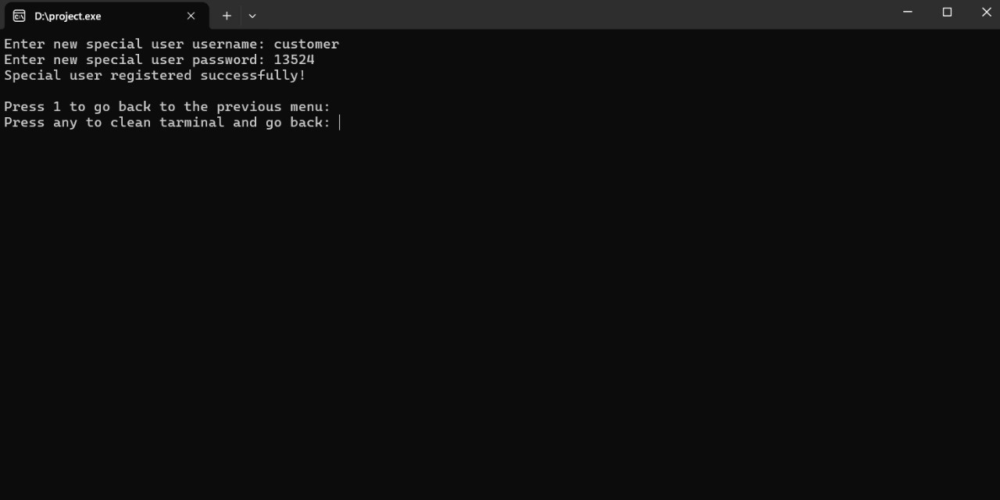 D:\project.exe
Enter new special user username: customer
Enter new special user password: 13524
Special user registered successfully!
Press 1 to go back to the previous menu:
Press any to clean tarminal and go back: